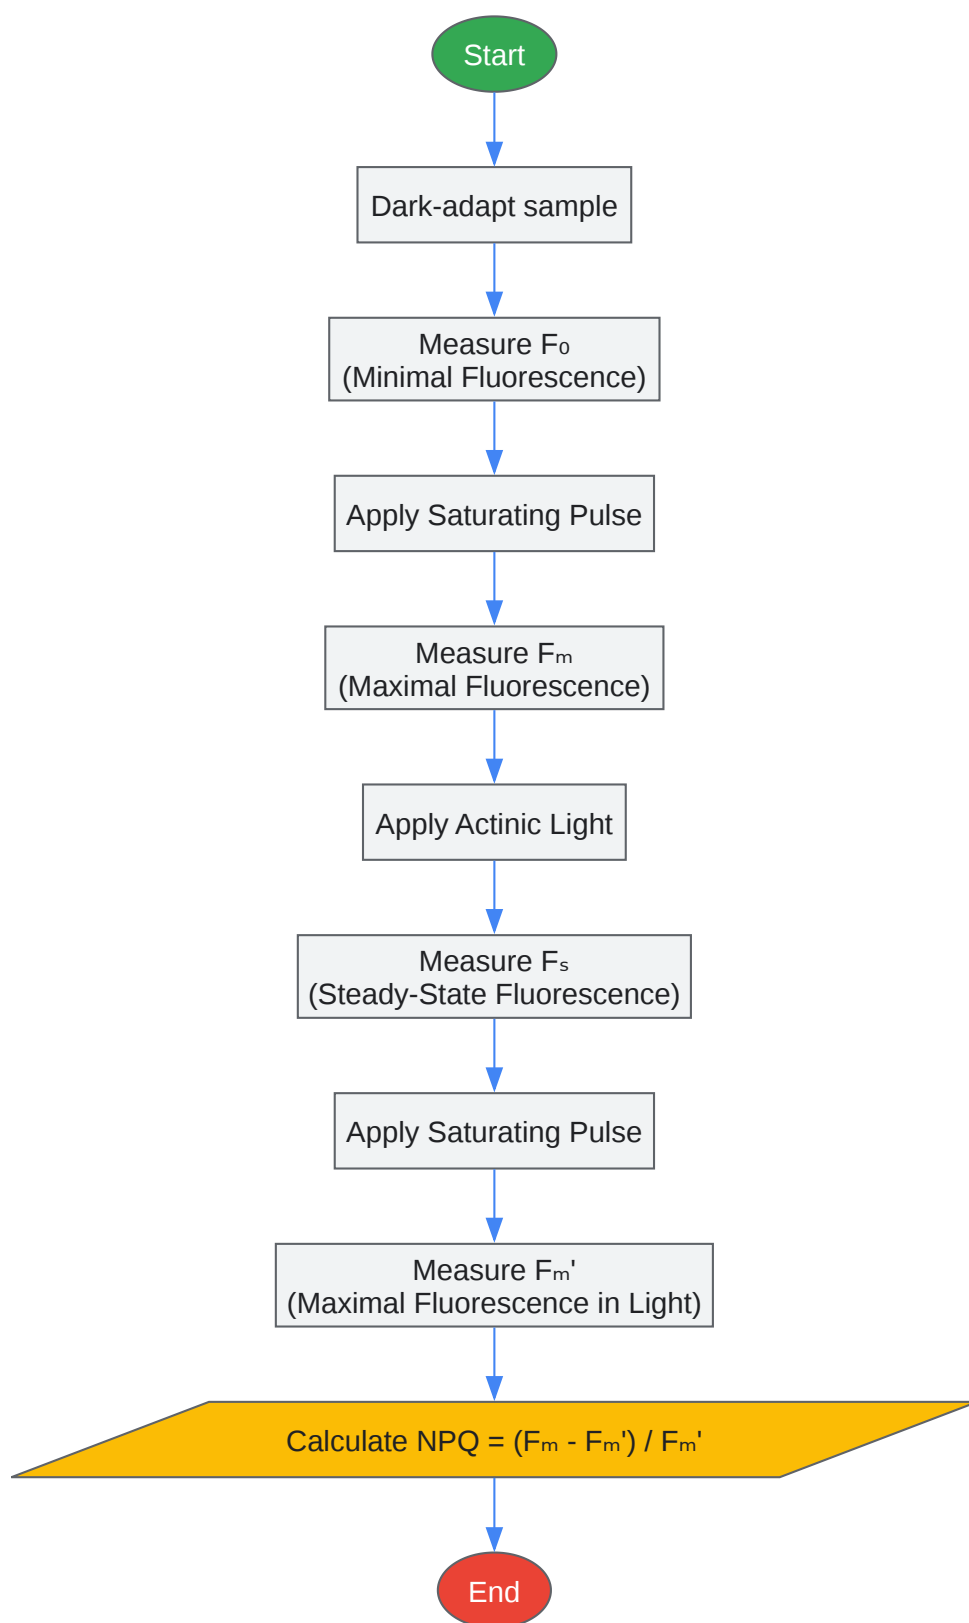 Start
Dark-adapt sample
Measure F₀
(Minimal Fluorescence)
Apply Saturating Pulse
Measure Fₘ
(Maximal Fluorescence)
Apply Actinic Light
Measure Fₛ
(Steady-State Fluorescence)
Apply Saturating Pulse
Measure Fₘ'
(Maximal Fluorescence in Light)
Calculate NPQ = (Fₘ - Fₘ') / Fₘ'
End